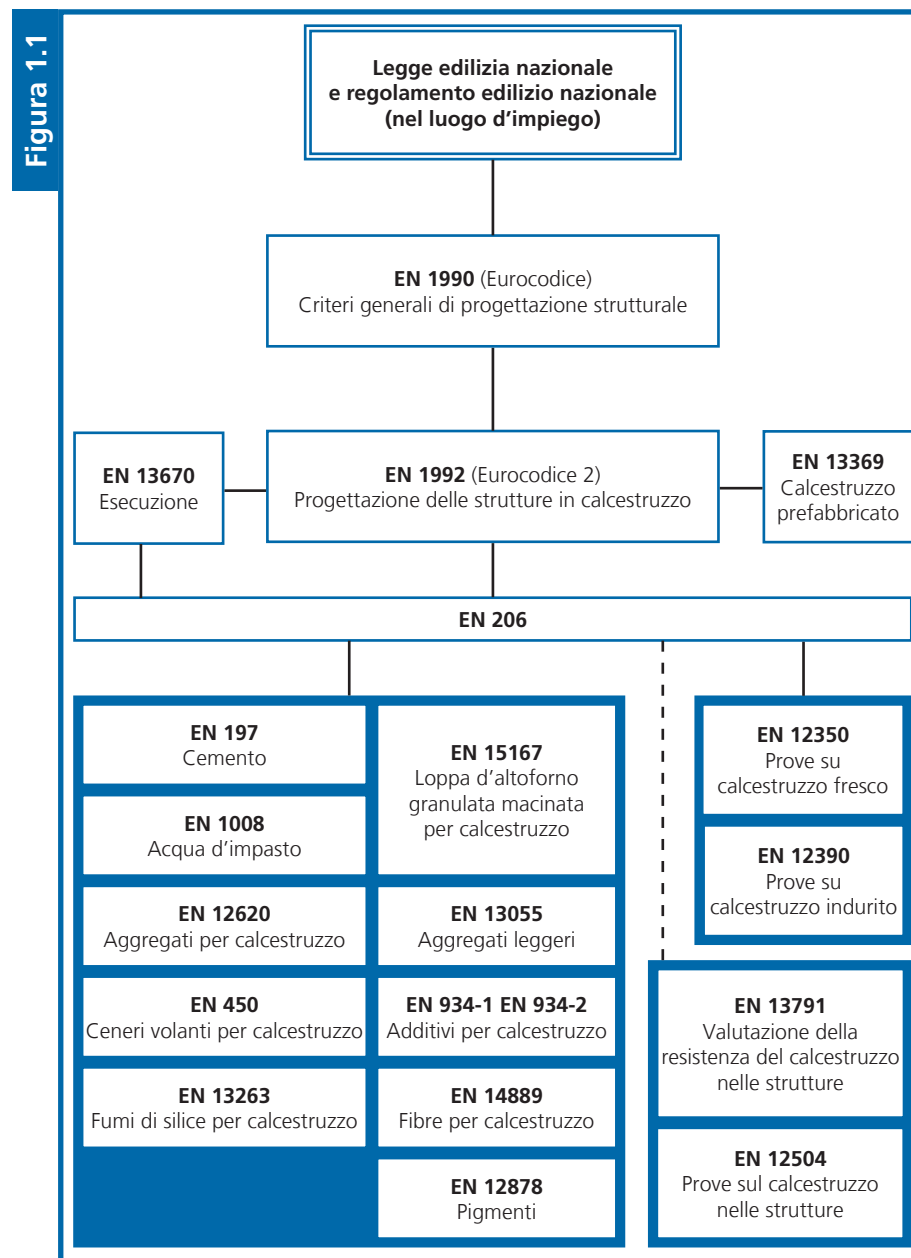 Figura 1.1
Legge edilizia nazionale
e regolamento edilizio nazionale
(nel luogo d'impiego)
EN 1990 (Eurocodice)
Criteri generali di progettazione strutturale
EN 13670
Esecuzione
EN 1992 (Eurocodice 2)
Progettazione delle strutture in calcestruzzo
EN 13369
Calcestruzzo
prefabbricato
EN 206
EN 197
Cemento
EN 1008
Acqua d'impasto
EN 12620
Aggregati per calcestruzzo
EN 450
Ceneri volanti per calcestruzzo
EN 13263
Fumi di silice per calcestruzzo
EN 15167
Loppa d'altoforno
granulata macinata
per calcestruzzo
EN 13055
Aggregati leggeri
EN 934-1 EN 934-2
Additivi per calcestruzzo
EN 14889
Fibre per calcestruzzo
EN 12878
Pigmenti
EN 12350
Prove su
calcestruzzo fresco
EN 12390
Prove su
calcestruzzo indurito
EN 13791
Valutazione della
resistenza del calcestruzzo
nelle strutture
EN 12504
Prove sul calcestruzzo
nelle strutture